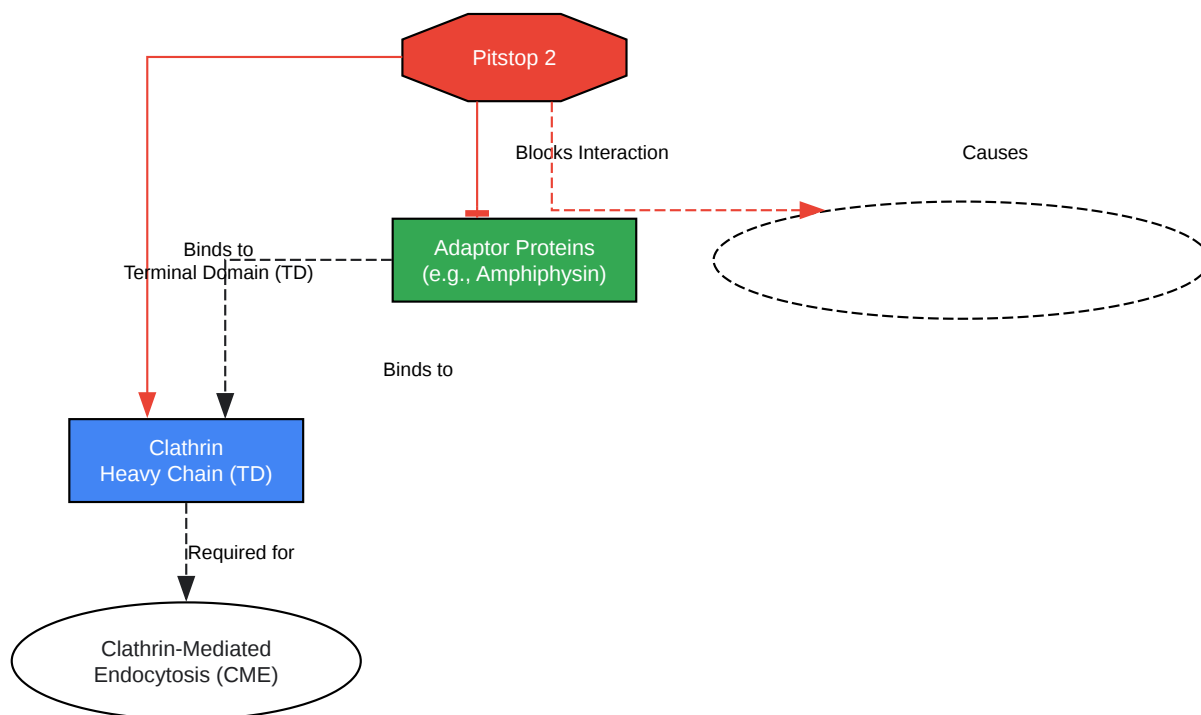 Pitstop 2
Blocks Interaction
Causes
Adaptor Proteins
(e.g., Amphiphysin)
Binds to
Terminal Domain (TD)
Binds to
Clathrin
Heavy Chain (TD)
Required for
Clathrin-Mediated
Endocytosis (CME)